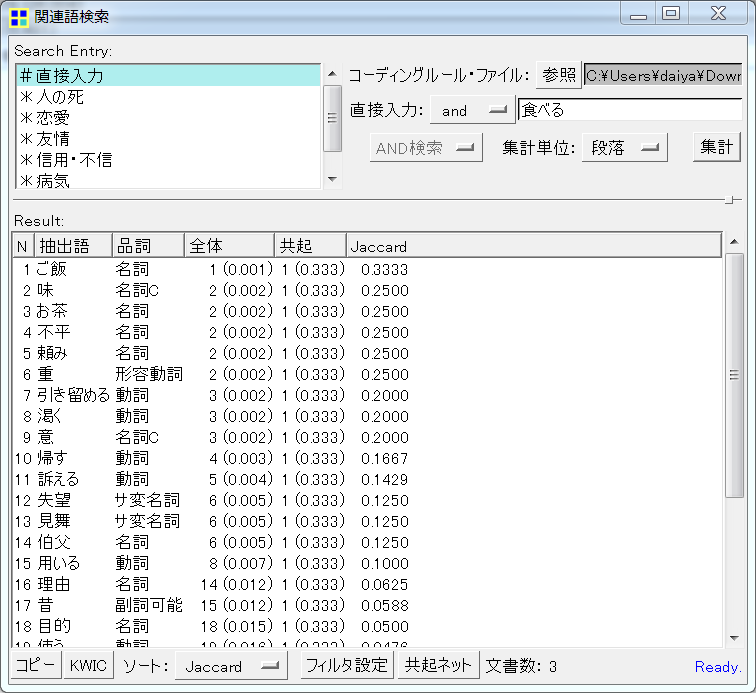 関連語検索
Search Entry:
#直接入力
*人の死
*恋愛
*友情
*信用・不信
*病気
コーディングルール・ファイル: 参照 C:¥Users¥daiya¥Down
直接入力: and 食べる
AND検索 集計単位: 段落 集計
Result:
N 抽出語 品詞 全体 共起 Jaccard
1 ご飯 名詞 1 (0.001) 1 (0.333) 0.3333
2 味 名詞C 2 (0.002) 1 (0.333) 0.2500
3 お茶 名詞 2 (0.002) 1 (0.333) 0.2500
4 不平 名詞 2 (0.002) 1 (0.333) 0.2500
5 頼み 名詞 2 (0.002) 1 (0.333) 0.2500
6 重 形容動詞 2 (0.002) 1 (0.333) 0.2500
7 引き留める 動詞 3 (0.002) 1 (0.333) 0.2000
8 渇く 動詞 3 (0.002) 1 (0.333) 0.2000
9 意 名詞C 3 (0.002) 1 (0.333) 0.2000
10 帰す 動詞 4 (0.003) 1 (0.333) 0.1667
11 訴える 動詞 5 (0.004) 1 (0.333) 0.1429
12 失望 サ変名詞 6 (0.005) 1 (0.333) 0.1250
13 見舞 サ変名詞 6 (0.005) 1 (0.333) 0.1250
14 伯父 名詞 6 (0.005) 1 (0.333) 0.1250
15 用いる 動詞 8 (0.007) 1 (0.333) 0.1000
16 理由 名詞 14 (0.012) 1 (0.333) 0.0625
17 昔 副詞可能 15 (0.012) 1 (0.333) 0.0588
18 目的 名詞 18 (0.015) 1 (0.333) 0.0500
19 使う 動詞 19 (0.016) 1 (0.333) 0.0476
コピー KWIC ソート: Jaccard フィルタ設定 共起ネット 文書数: 3 Ready.